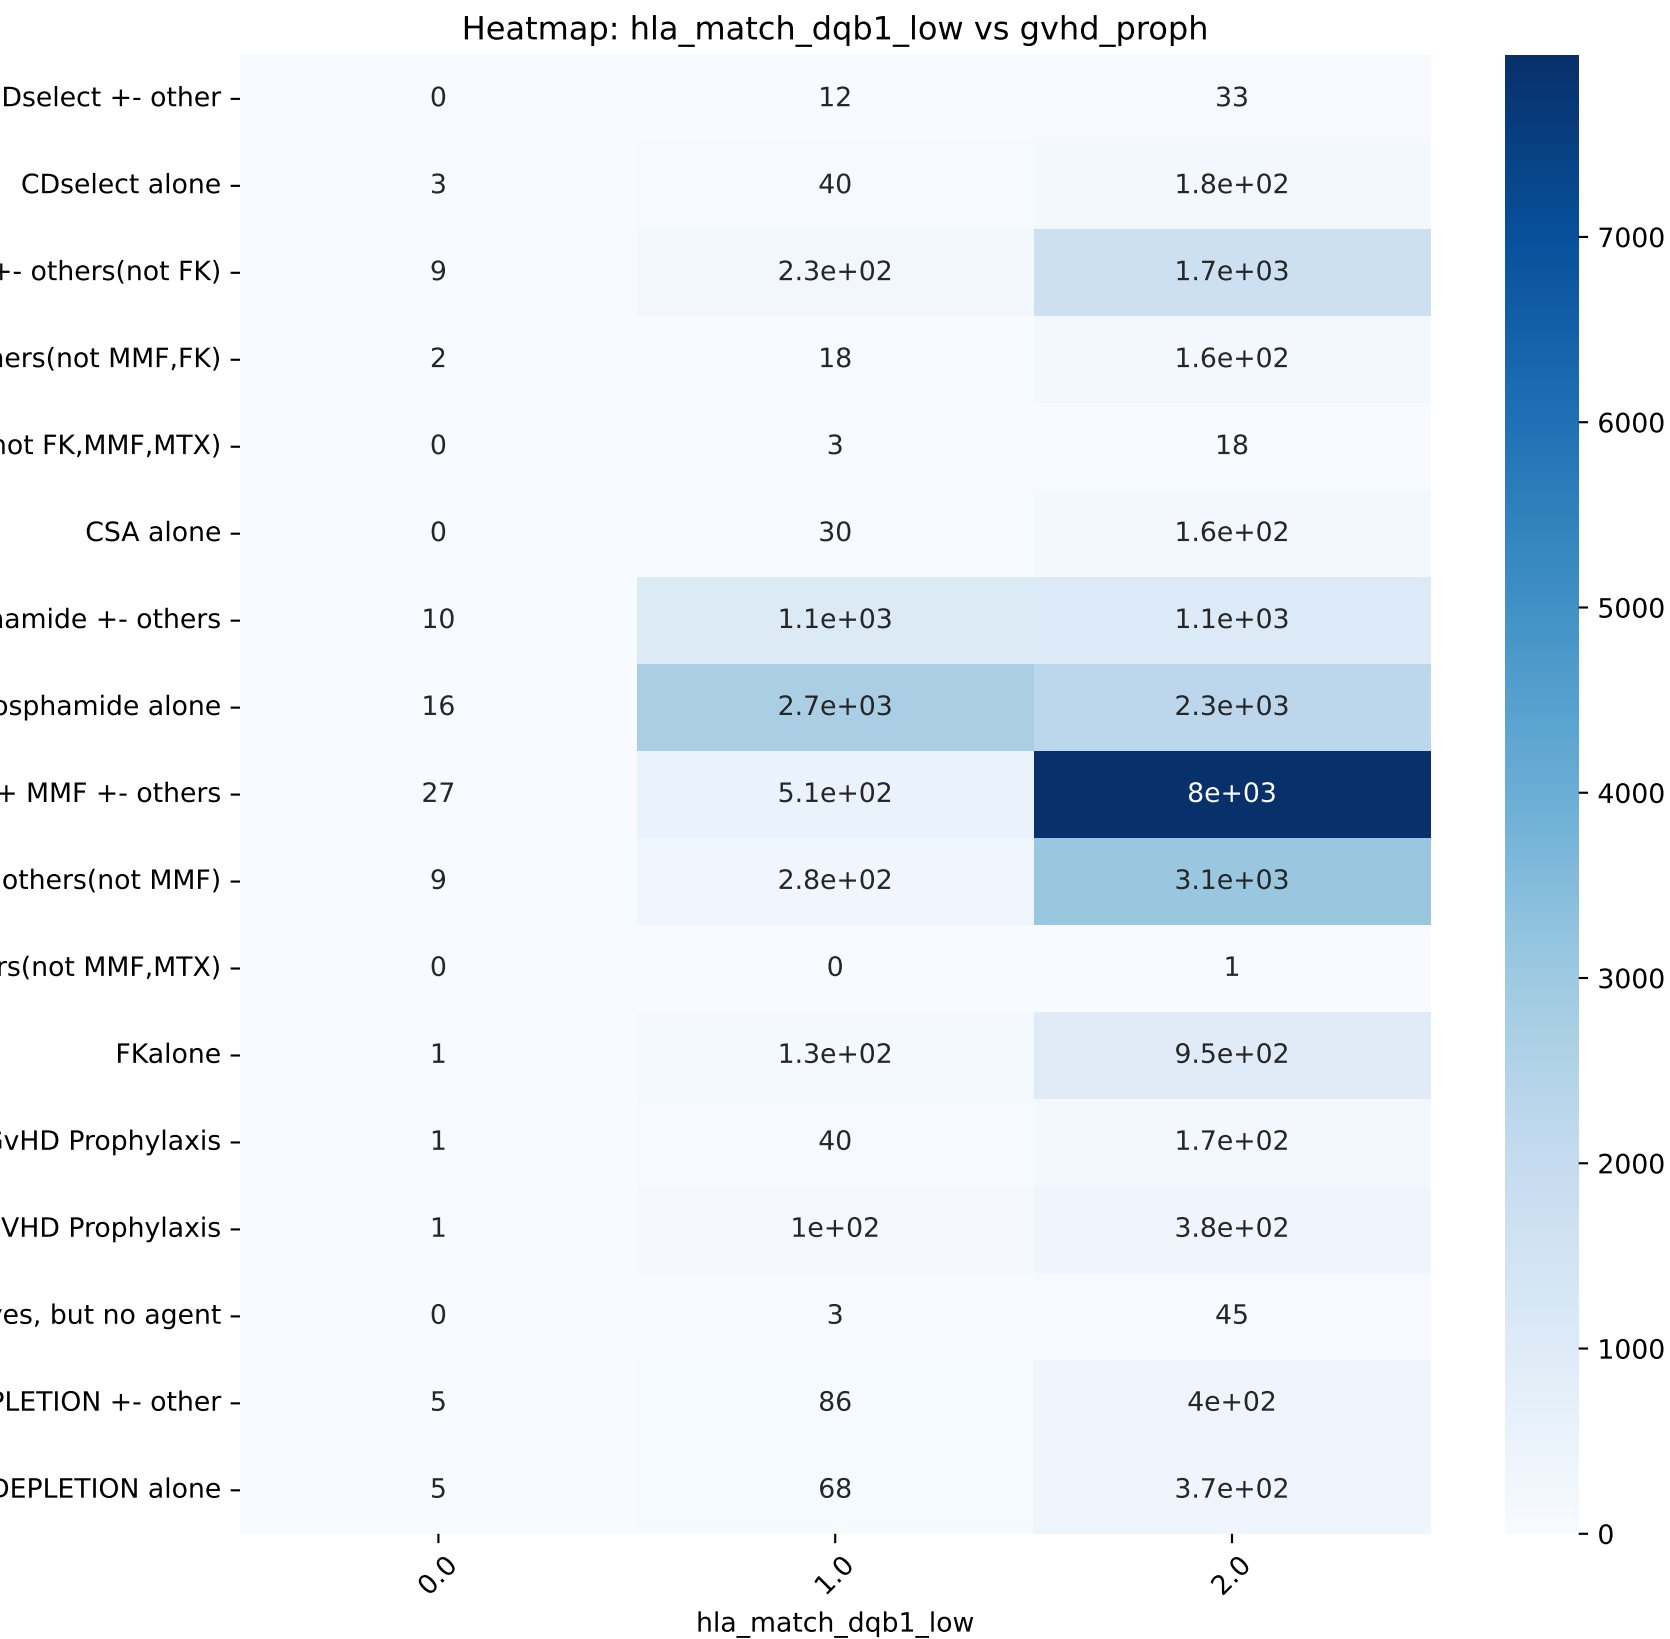 Heatmap: hla_match_dqb1_low vs gvhd_proph
Dselect +- other 0 12 33
CDselect alone 3 40 1.8e+02
+- others(not FK) 9 2.3e+02 1.7e+03
ners(not MMF,FK) 2 18 1.6e+02
not FK,MMF,MTX) 0 3 18
CSA alone 0 30 1.6e+02
namide +- others 10 1.1e+03 1.1e+03
osphamide alone 16 2.7e+03 2.3e+03
+ MMF +- others 27 5.1e+02 8e+03
others(not MMF) 9 2.8e+02 3.1e+03
rs(not MMF,MTX) 0 0 1
FKalone 1 1.3e+02 9.5e+02
GvHD Prophylaxis 1 40 1.7e+02
VHD Prophylaxis 1 1e+02 3.8e+02
yes, but no agent 0 3 45
PLETION +- other 5 86 4e+02
DEPLETION alone 5 68 3.7e+02
0.0 1.0 2.0
hla_match_dqb1_low
7000
6000
5000
4000
3000
2000
1000
0